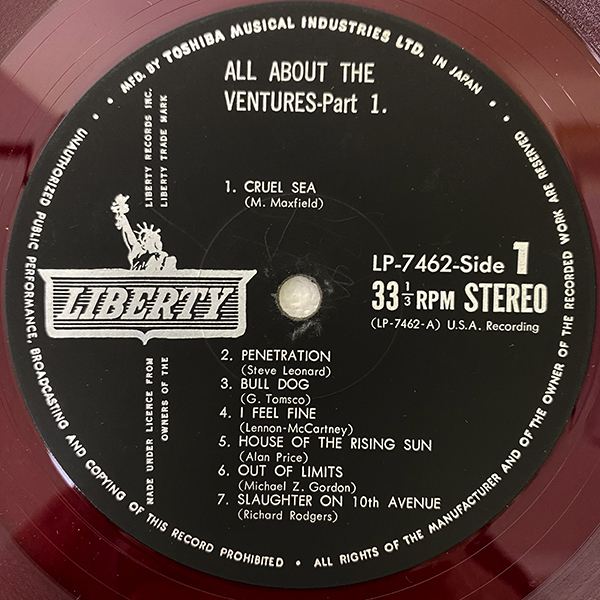 MFD. BY TOSHIBA MUSICAL INDUSTRIES LTD. IN JAPAN
ALL ABOUT THE
VENTURES-Part 1.
LIBERTY RECORDS INC.
LIBERTY TRADE MARK
1. CRUEL SEA
(M. Maxfield)
LIBERTY
LP-7462-Side 1
33 1/3 RPM STEREO
(LP-7462-A) U.S.A. Recording
MADE UNDER LICENCE FROM
OWNERS OF THE
2. PENETRATION
(Steve Leonard)
3. BULL DOG
(G. Tomsco)
4. I FEEL FINE
(Lennon-McCartney)
5. HOUSE OF THE RISING SUN
(Alan Price)
6. OUT OF LIMITS
(Michael Z. Gordon)
7. SLAUGHTER ON 10th AVENUE
(Richard Rodgers)
UNAUTHORIZED PUBLIC PERFORMANCE, BROADCASTING AND COPYING OF THIS RECORD PROHIBITED • ALL RIGHTS OF THE MANUFACTURER AND OF THE OWNER OF THE RECORDED WORK ARE RESERVED